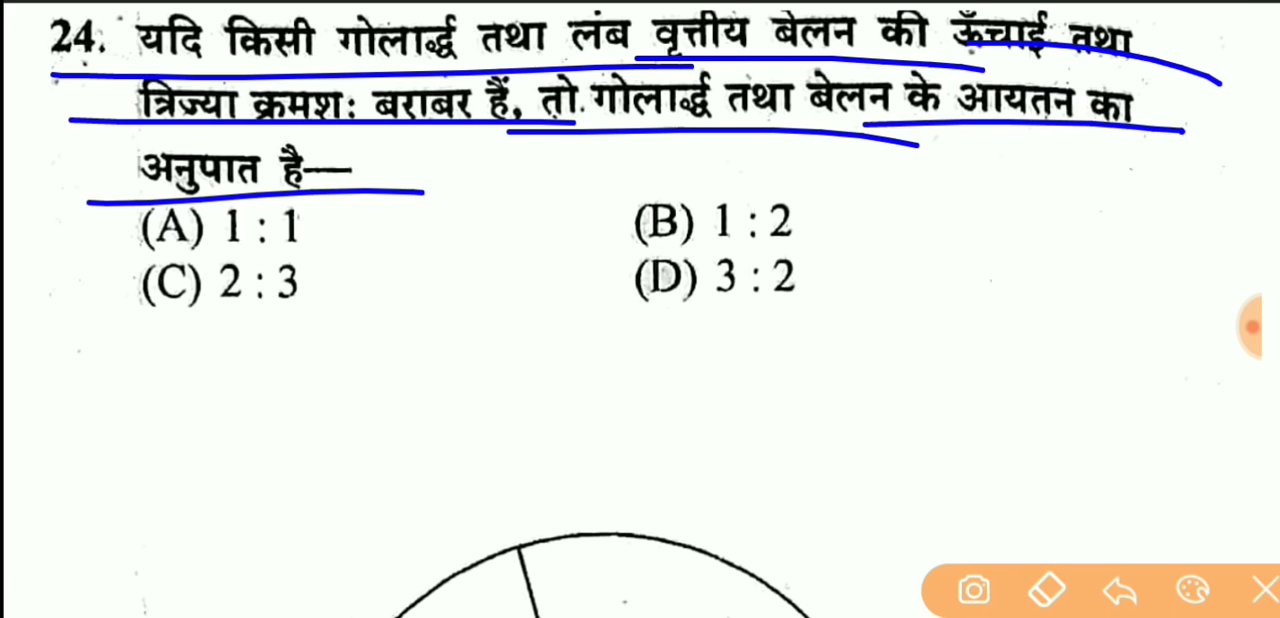 24. यदि किसी गोलार्द्ध तथा लंब वृत्तीय बेलन की ऊँचाई तथा
त्रिज्या क्रमशः बराबर हैं, तो गोलार्द्ध तथा बेलन के आयतन का
अनुपात है—
(A) 1 : 1 (B) 1 : 2
(C) 2 : 3 (D) 3 : 2